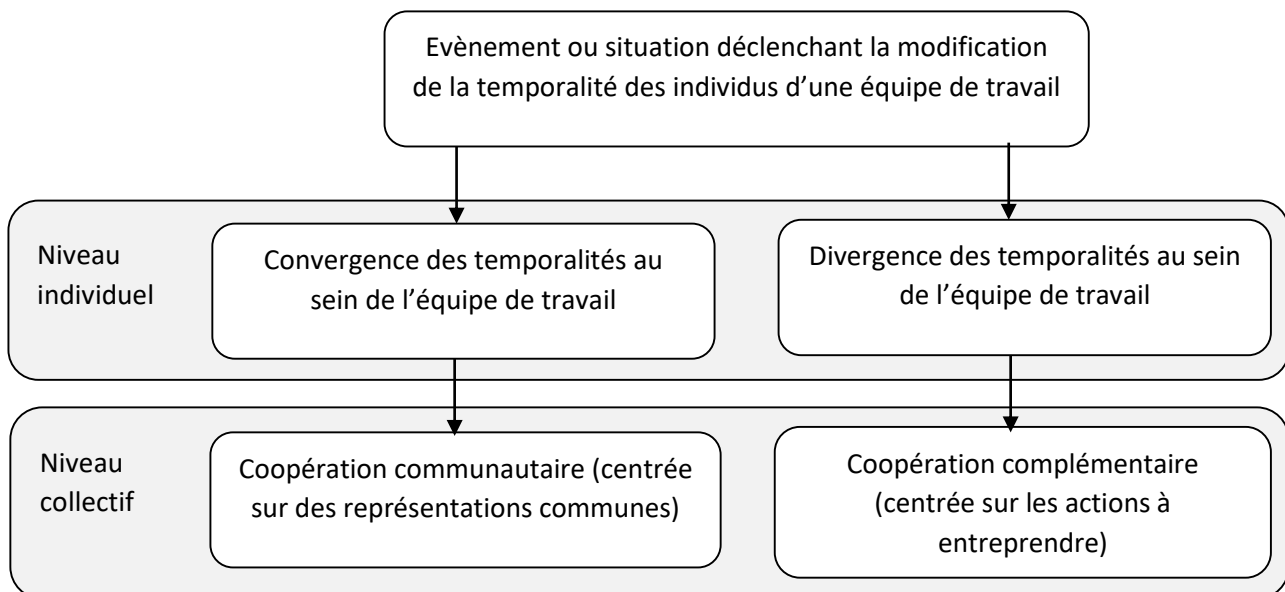 Evènement ou situation déclenchant la modification
de la temporalité des individus d’une équipe de travail
Niveau
individuel
Convergence des temporalités au
sein de l’équipe de travail
Divergence des temporalités au sein
de l’équipe de travail
Niveau
collectif
Coopération communautaire (centrée
sur des représentations communes)
Coopération complémentaire
(centrée sur les actions à
entreprendre)